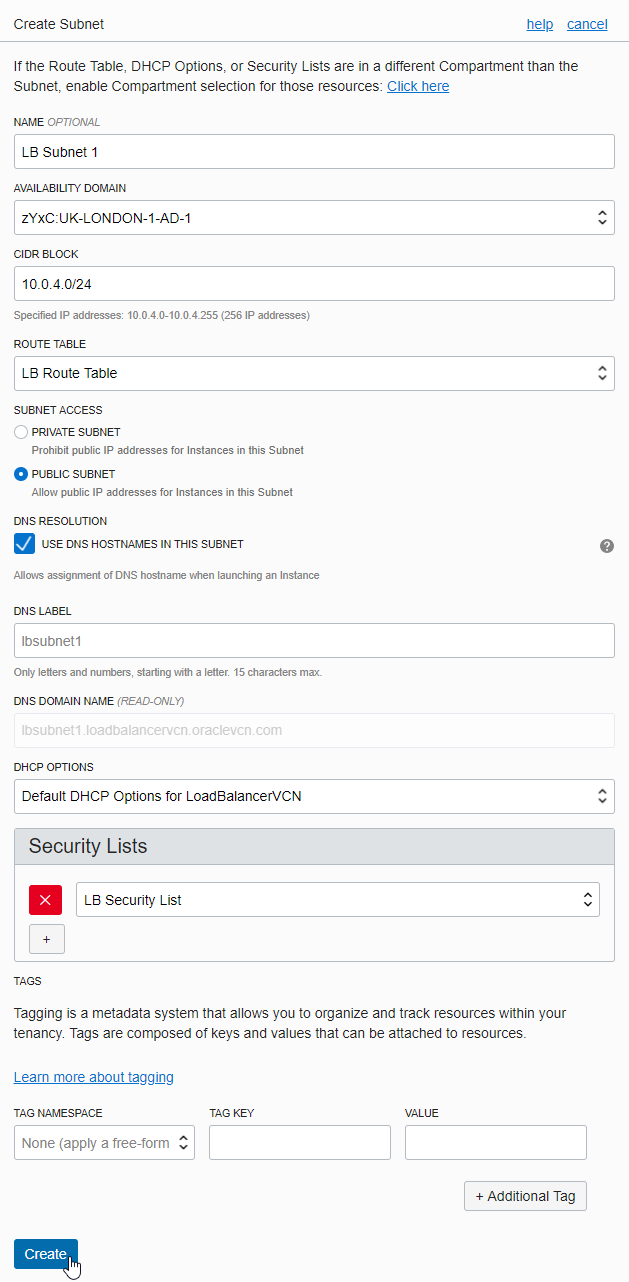 Create Subnet help cancel
If the Route Table, DHCP Options, or Security Lists are in a different Compartment than the
Subnet, enable Compartment selection for those resources: Click here
NAME OPTIONAL
LB Subnet 1
AVAILABILITY DOMAIN
zYxC:UK-LONDON-1-AD-1
CIDR BLOCK
10.0.4.0/24
Specified IP addresses: 10.0.4.0-10.0.4.255 (256 IP addresses)
ROUTE TABLE
LB Route Table
SUBNET ACCESS
PRIVATE SUBNET
Prohibit public IP addresses for Instances in this Subnet
PUBLIC SUBNET
Allow public IP addresses for Instances in this Subnet
DNS RESOLUTION
USE DNS HOSTNAMES IN THIS SUBNET ?
Allows assignment of DNS hostname when launching an Instance
DNS LABEL
lbsubnet1
Only letters and numbers, starting with a letter. 15 characters max.
DNS DOMAIN NAME (READ-ONLY)
lbsubnet1.loadbalancervcn.oraclevcn.com
DHCP OPTIONS
Default DHCP Options for LoadBalancerVCN
Security Lists
× LB Security List
+
TAGS
Tagging is a metadata system that allows you to organize and track resources within your
tenancy. Tags are composed of keys and values that can be attached to resources.
Learn more about tagging
TAG NAMESPACE TAG KEY VALUE
None (apply a free-form
+ Additional Tag
Create